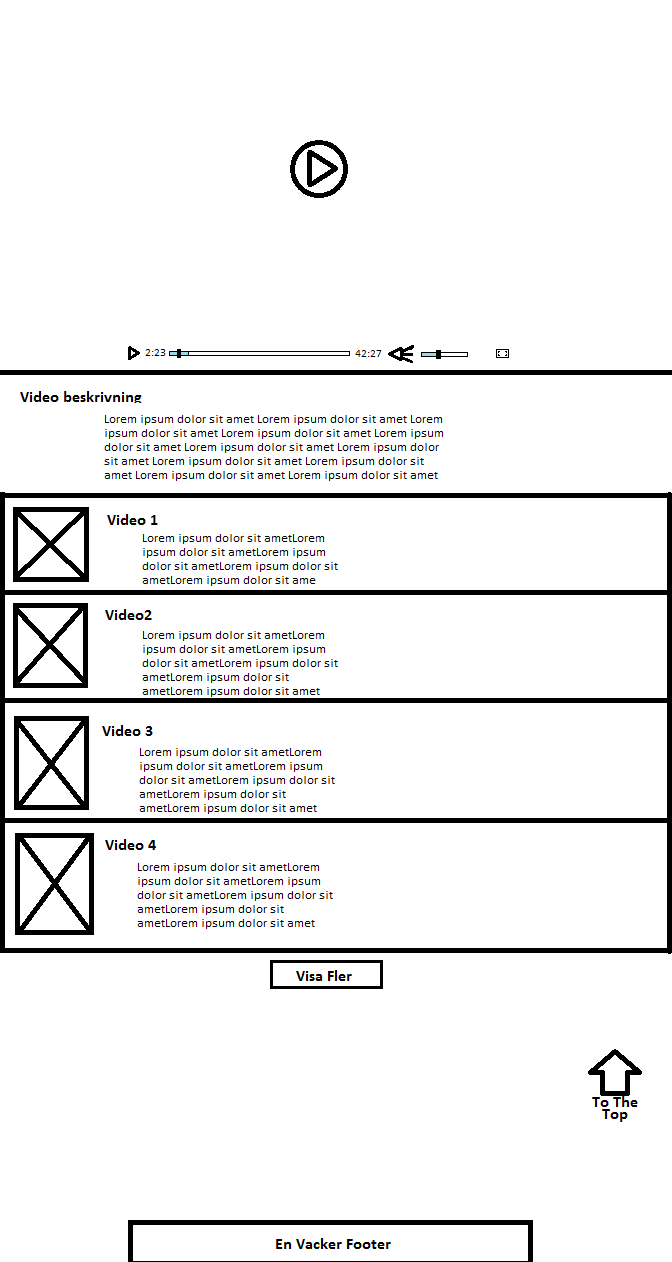 2:23
42:27
Video beskrivning
Lorem ipsum dolor sit amet Lorem ipsum dolor sit amet Lorem
ipsum dolor sit amet Lorem ipsum dolor sit amet Lorem ipsum
dolor sit amet Lorem ipsum dolor sit amet Lorem ipsum dolor
sit amet Lorem ipsum dolor sit amet Lorem ipsum dolor sit
amet Lorem ipsum dolor sit amet Lorem ipsum dolor sit amet
Video 1
Lorem ipsum dolor sit ametLorem
ipsum dolor sit ametLorem ipsum
dolor sit ametLorem ipsum dolor sit
ametLorem ipsum dolor sit ame
Video2
Lorem ipsum dolor sit ametLorem
ipsum dolor sit ametLorem ipsum
dolor sit ametLorem ipsum dolor sit
ametLorem ipsum dolor sit
ametLorem ipsum dolor sit amet
Video 3
Lorem ipsum dolor sit ametLorem
ipsum dolor sit ametLorem ipsum
dolor sit ametLorem ipsum dolor sit
ametLorem ipsum dolor sit
ametLorem ipsum dolor sit amet
Video 4
Lorem ipsum dolor sit ametLorem
ipsum dolor sit ametLorem ipsum
dolor sit ametLorem ipsum dolor sit
ametLorem ipsum dolor sit
ametLorem ipsum dolor sit amet
Visa Fler
To The
Top
En Vacker Footer